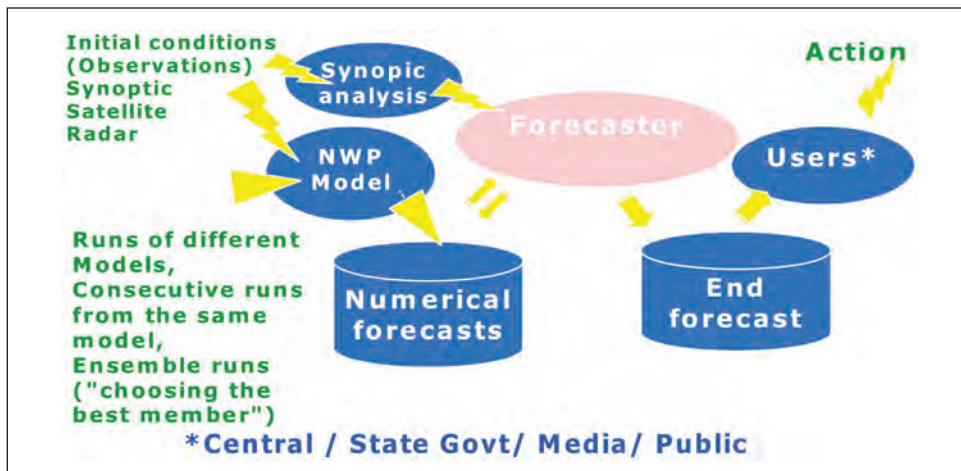 Initial conditions
(Observations)
Synoptic
Satellite
Radar
Synopic
analysis
Forecaster
Action
NWP
Model
Users*
Runs of different
Models,
Consecutive runs
from the same
model,
Ensemble runs
("choosing the
best member")
Numerical
forecasts
End
forecast
*Central / State Govt/ Media/ Public